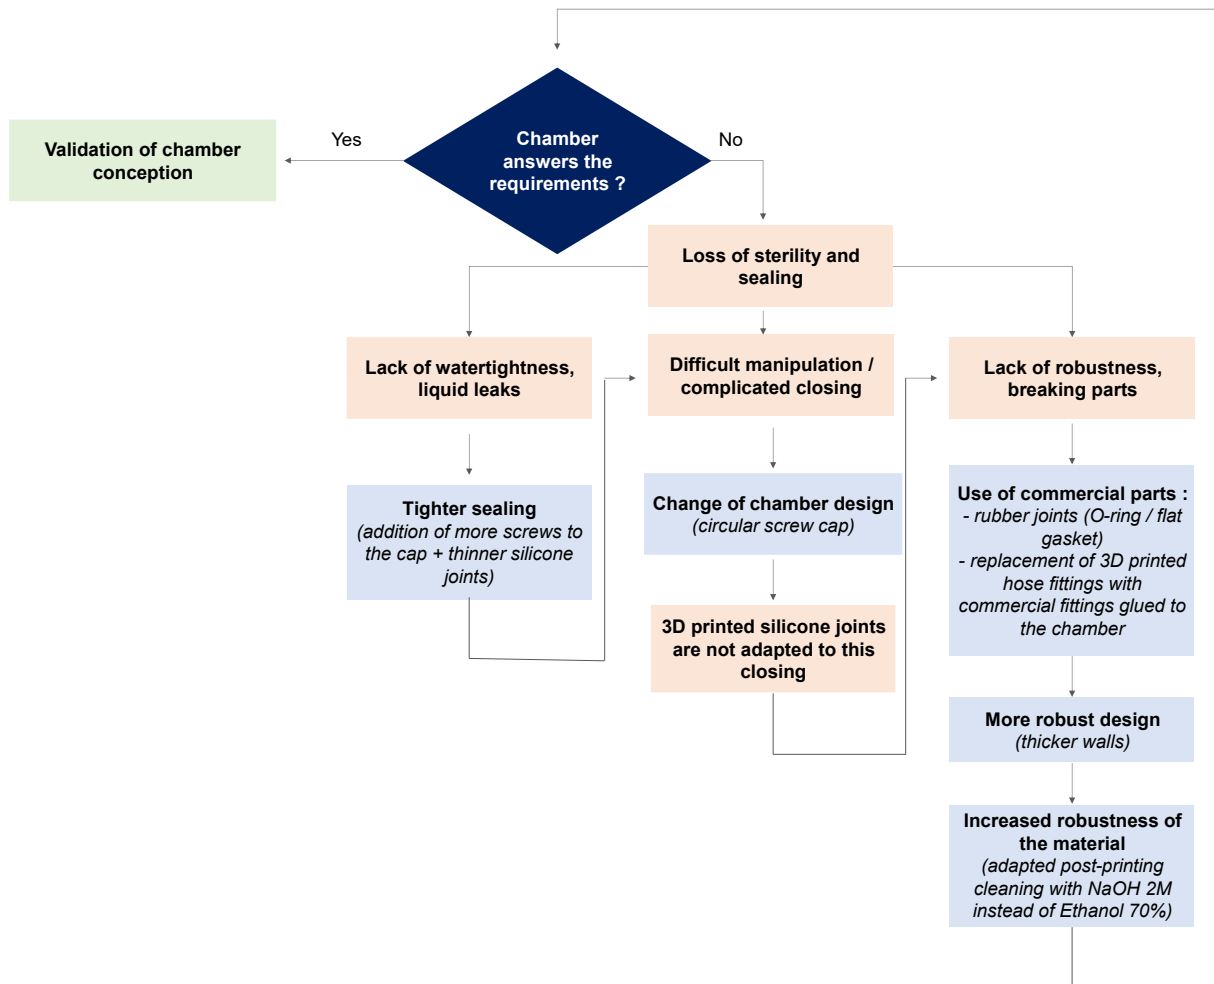 Chamber
answers the
requirements ?
Yes
No
Validation of chamber
conception
Loss of sterility and
sealing
Lack of watertightness,
liquid leaks
Difficult manipulation /
complicated closing
Lack of robustness,
breaking parts
Tighter sealing
(addition of more screws to
the cap + thinner silicone
joints)
Change of chamber design
(circular screw cap)
3D printed silicone joints
are not adapted to this
closing
Use of commercial parts :
- rubber joints (O-ring / flat
gasket)
- replacement of 3D printed
hose fittings with
commercial fittings glued to
the chamber
More robust design
(thicker walls)
Increased robustness of
the material
(adapted post-printing
cleaning with NaOH 2M
instead of Ethanol 70%)